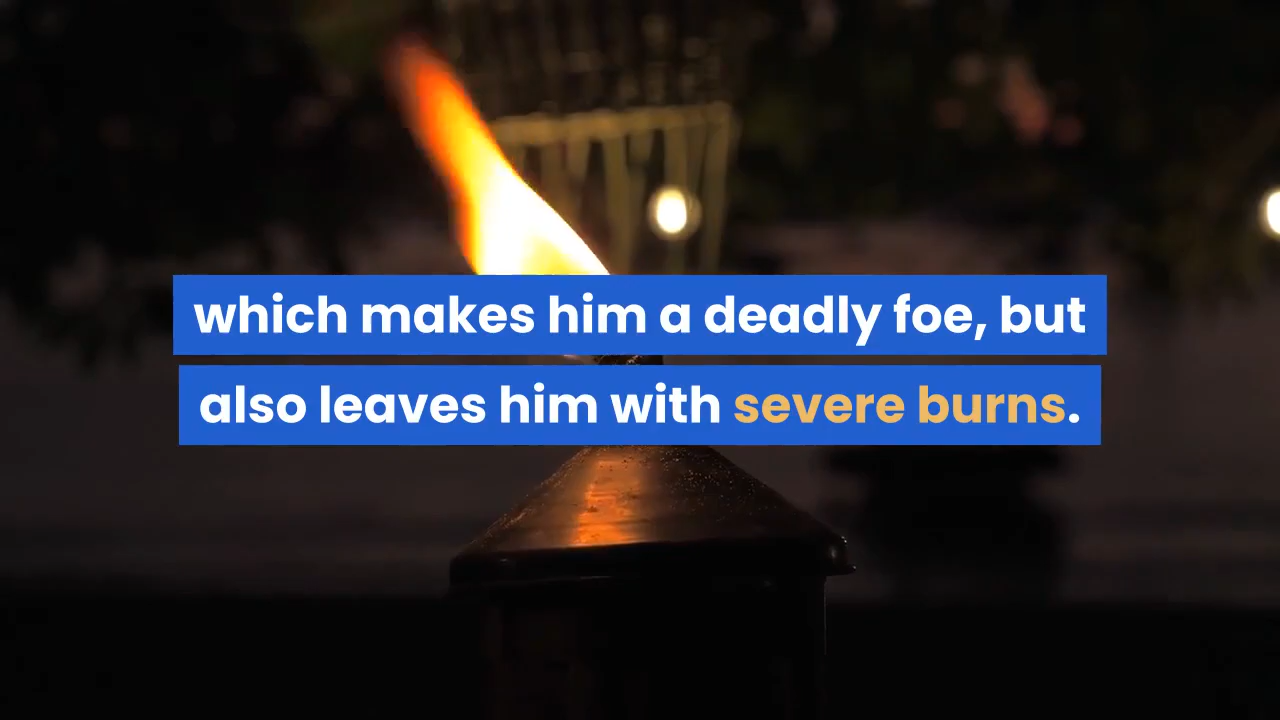 which makes him a deadly foe, but
also leaves him with severe burns.